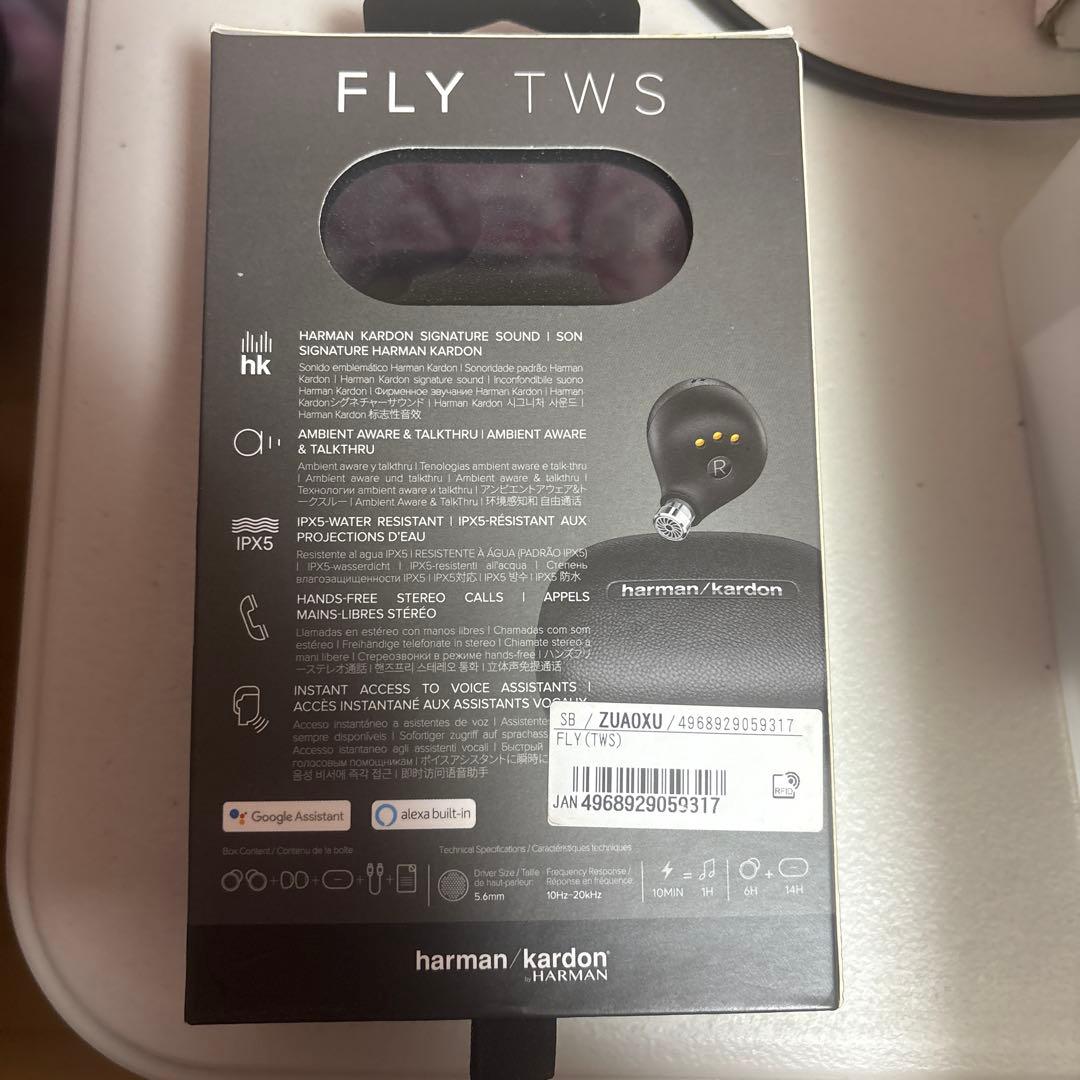 FLY TWS
hk
HARMAN KARDON SIGNATURE SOUND | SON
SIGNATURE HARMAN KARDON
Sonido emblemático Harman Kardon | Sonoridade padrão Harman
Kardon | Harman Kardon signature sound | Inconfondibile suono
Harman Kardon | Фирменное звучание Harman Kardon | Harman
Kardonシグネチャーサウンド | Harman Kardon 시그니처 사운드 |
Harman Kardon 标志性音效
AMBIENT AWARE & TALKTHRU | AMBIENT AWARE
& TALKTHRU
Ambient aware y talkthru | Tenologias ambient aware e talk-thru
| Ambient aware und talkthru | Ambient aware & talkthru |
Технологии ambient aware и talkthru | アンビエントアウェア&ト
ークスルー | Ambient Aware & TalkThru | 环境感知和 自由通话
R
IPX5
IPX5-WATER RESISTANT | IPX5-RÉSISTANT AUX
PROJECTIONS D'EAU
Resistente al agua IPX5 | RESISTENTE À ÁGUA (PADRÃO IPX5)
| IPX5-wasserdicht | IPX5-resistenti all'acqua | Степень
влагозащищенности IPX5 | IPX5対応 | IPX5 방수 | IPX5 防水
harman/kardon
HANDS-FREE STEREO CALLS | APPELS
MAINS-LIBRES STÉRÉO
Llamadas en estéreo con manos libres | Chamadas com som
estéreo | Freihändige telefonate in stereo | Chiamate stereo a
mani libere | Стереозвонки в режиме hands-free | ハンズフリ
ーステレオ通話 | 핸즈프리 스테레오 통화 | 立体声免提通话
INSTANT ACCESS TO VOICE ASSISTANTS |
ACCÈS INSTANTANÉ AUX ASSISTANTS VOCAUX
Acceso instantáneo a asistentes de voz | Assistente
sempre disponíveis | Sofortiger zugriff auf sprachass
Accesso istantaneo agli assistenti vocali | Быстрый
голосовым помощникам | ボイスアシスタントに瞬時に
음성 비서에 즉각 접근 | 即时访问语音助手
SB / ZUA0XU / 4968929059317
FLY(TWS)
RFID
JAN 4968929059317
Google Assistant
alexa built-in
Box Content / Contenu de la boîte
Technical Specifications / Caractéristiques techniques
Driver Size / Taille
de haut-parleur:
5.6mm
Frequency Response /
Réponse en fréquence:
10Hz-20kHz
10MIN = 1H
6H + 14H
harman/kardon
by HARMAN